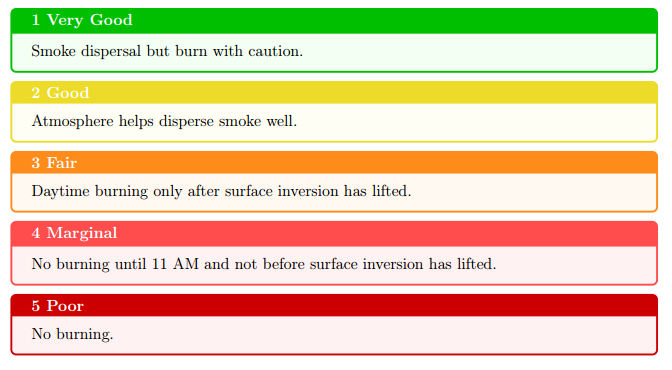 1 Very Good
Smoke dispersal but burn with caution.
2 Good
Atmosphere helps disperse smoke well.
3 Fair
Daytime burning only after surface inversion has lifted.
4 Marginal
No burning until 11 AM and not before surface inversion has lifted.
5 Poor
No burning.